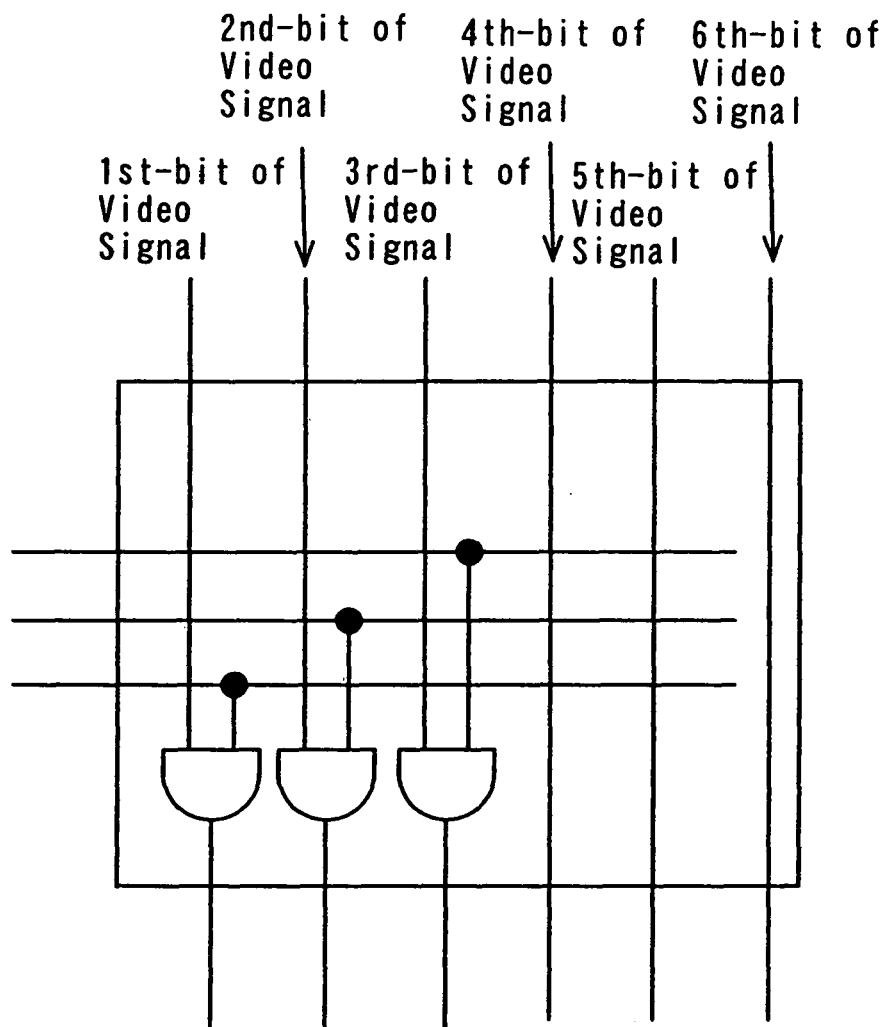 2nd-bit of
Video
Signal
4th-bit of
Video
Signal
6th-bit of
Video
Signal
1st-bit of
Video
Signal
3rd-bit of
Video
Signal
5th-bit of
Video
Signal